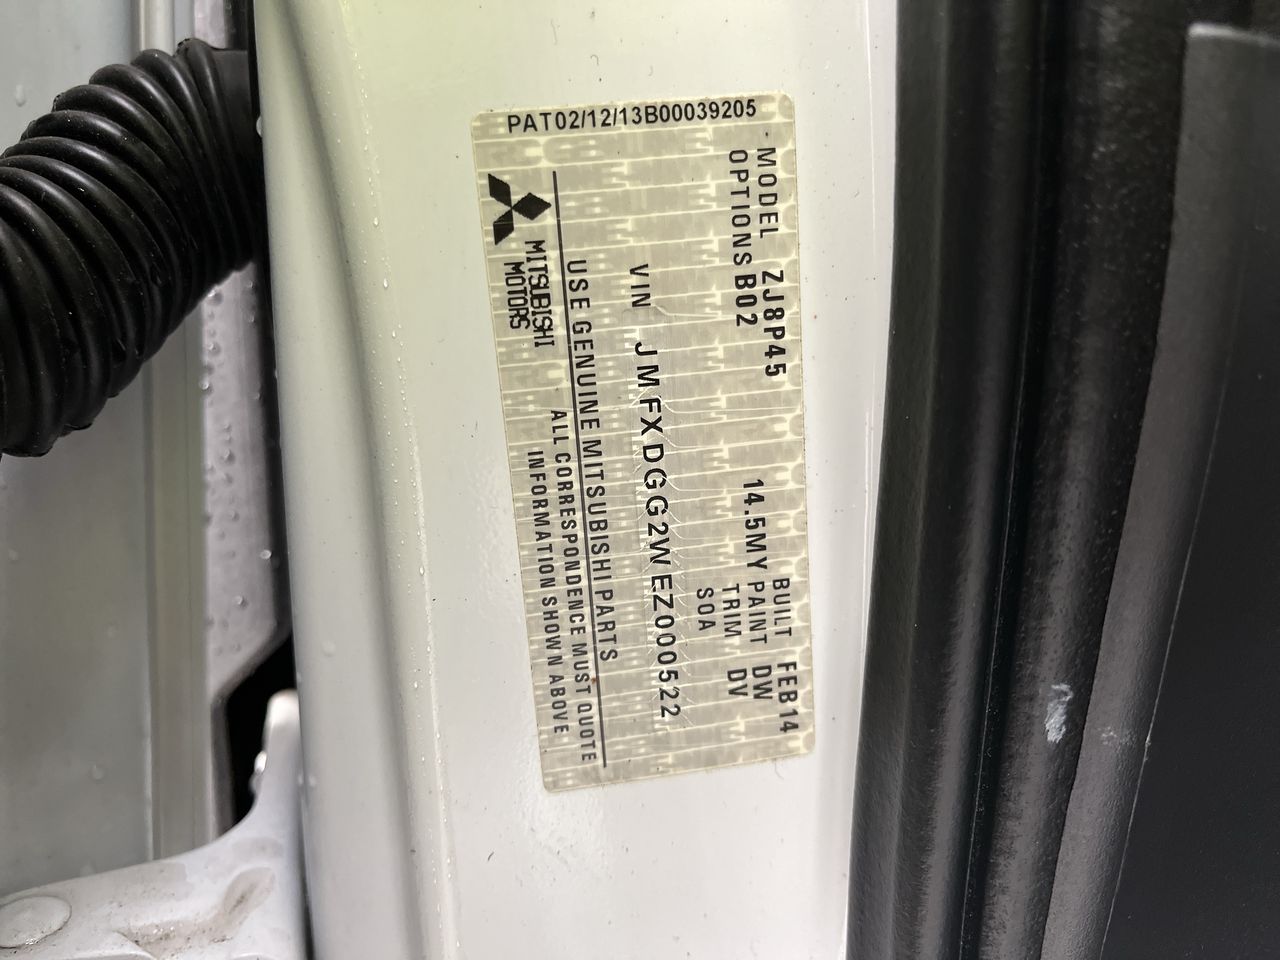 PAT02/12/13B00039205
MODEL ZJ8P45 BUILT FEB14
OPTIONS B02 14.5MY PAINT DW
TRIM DV
SOA
VIN JMFXDGG2WEZ000522
USE GENUINE MITSUBISHI PARTS
MITSUBISHI
MOTORS
ALL CORRESPONDENCE MUST QUOTE
INFORMATION SHOWN ABOVE